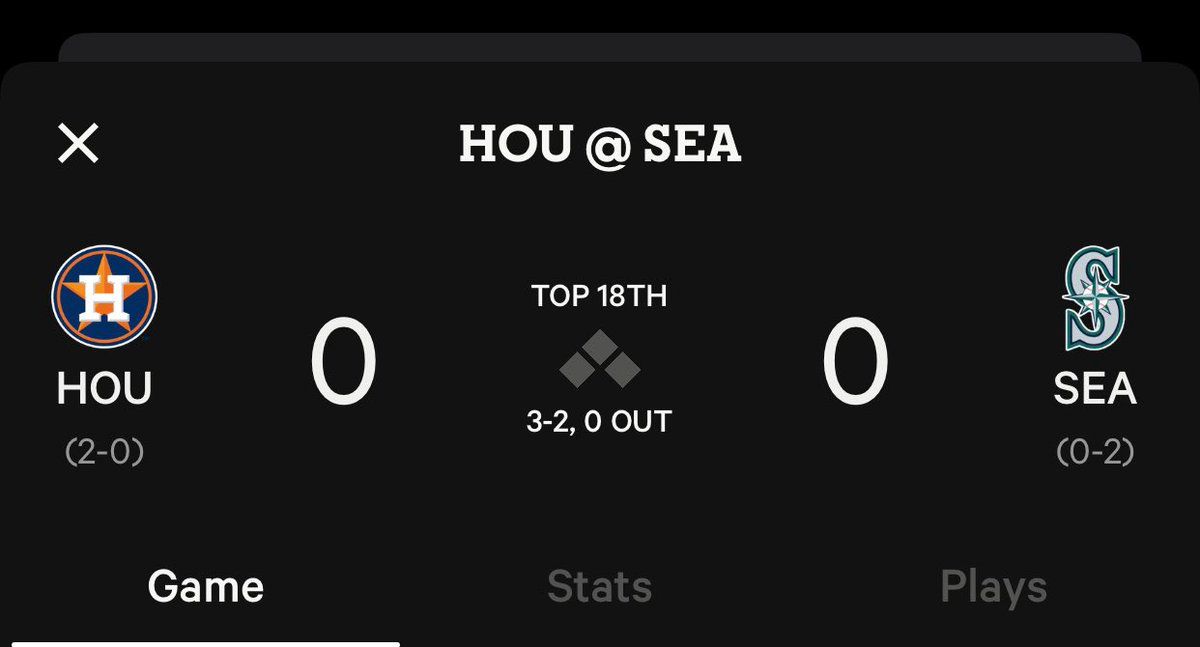 HOU @ SEA
H
S
TOP 18TH
0
0
HOU
SEA
3-2, 0 OUT
(2-0)
(0-2)
Game
Stats
Plays